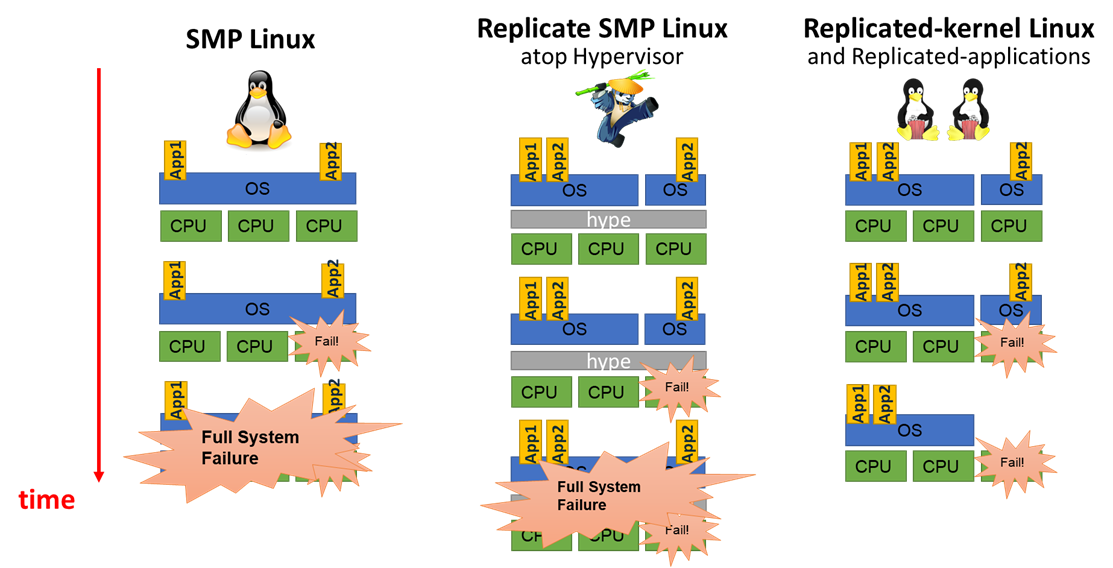 SMP Linux
App1
App2
OS
CPU CPU CPU
App1
App2
OS
CPU CPU
Fail!
App1
App2
Full System
Failure
time
Replicate SMP Linux
atop Hypervisor
App1 App2 App2
OS OS
hype
CPU CPU CPU
App1 App2 App2
OS OS
hype
CPU CPU
Fail!
App1 App2 App2
OS OS
Full System
Failure
CPU CPU
Fail!
Replicated-kernel Linux
and Replicated-applications
App1 App2 App2
OS OS
CPU CPU CPU
App1 App2 App2
OS OS
CPU CPU
Fail!
App1 App2
OS
CPU CPU
Fail!